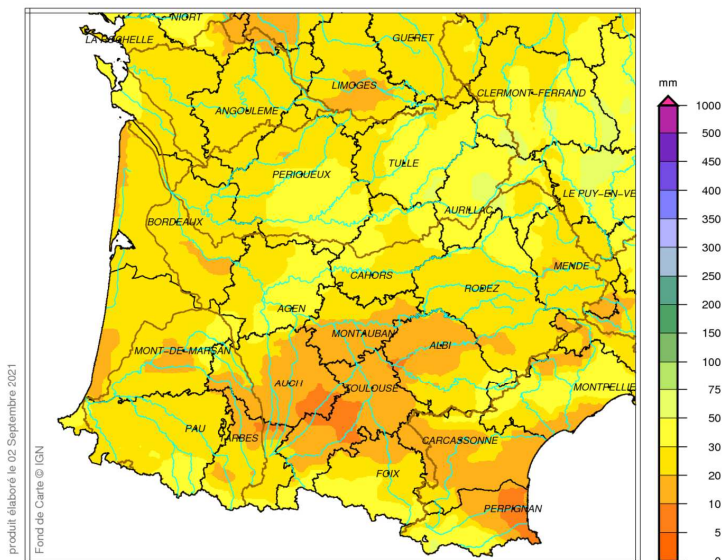 NIORT
LA ROCHELLE
GUERET
LIMOGES
CLERMONT-FERRAND
ANGOULEME
TULLE
PERIGUEUX
LE PUY-EN-VE
AURILLAC
BORDEAUX
CAHORS
MENDE
RODEZ
AGEN
MONTAUBAN
ALBI
MONT-DE-MARSAN
AUCH
TOULOUSE
MONTPELLIE
PAU
TARBES
CARCASSONNE
FOIX
PERPIGNAN
mm
1000
500
450
400
350
300
250
200
150
100
75
50
30
20
10
5
0
produit élaboré le 02 Septembre 2021
Fond de Carte © IGN